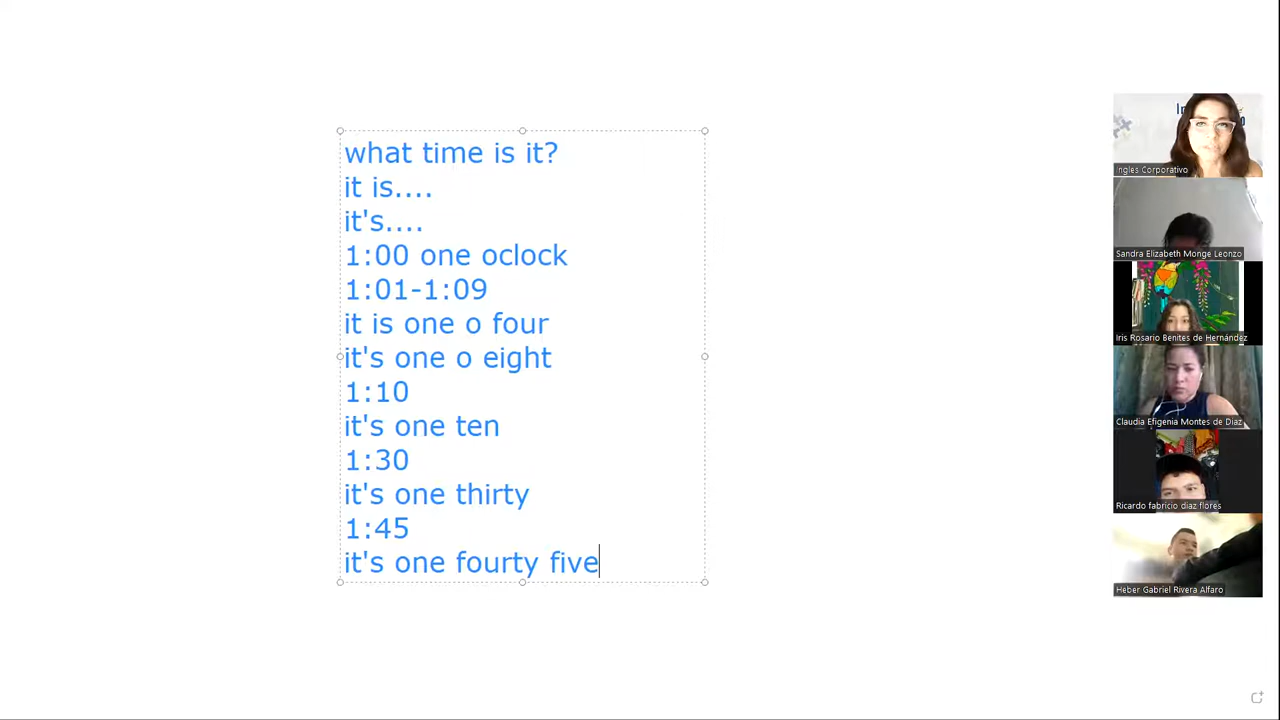 what time is it?
it is....
it's....
1:00 one oclock
1:01-1:09
it is one o four
it's one o eight
1:10
it's one ten
1:30
it's one thirty
1:45
it's one fourty five
Ingles Corporativo
Sandra Elizabeth Monge Leonzo
Iris Rosario Benites de Hernández
Claudia Efigenia Montes de Diaz
Ricardo fabricio diaz flores
Heber Gabriel Rivera Alfaro